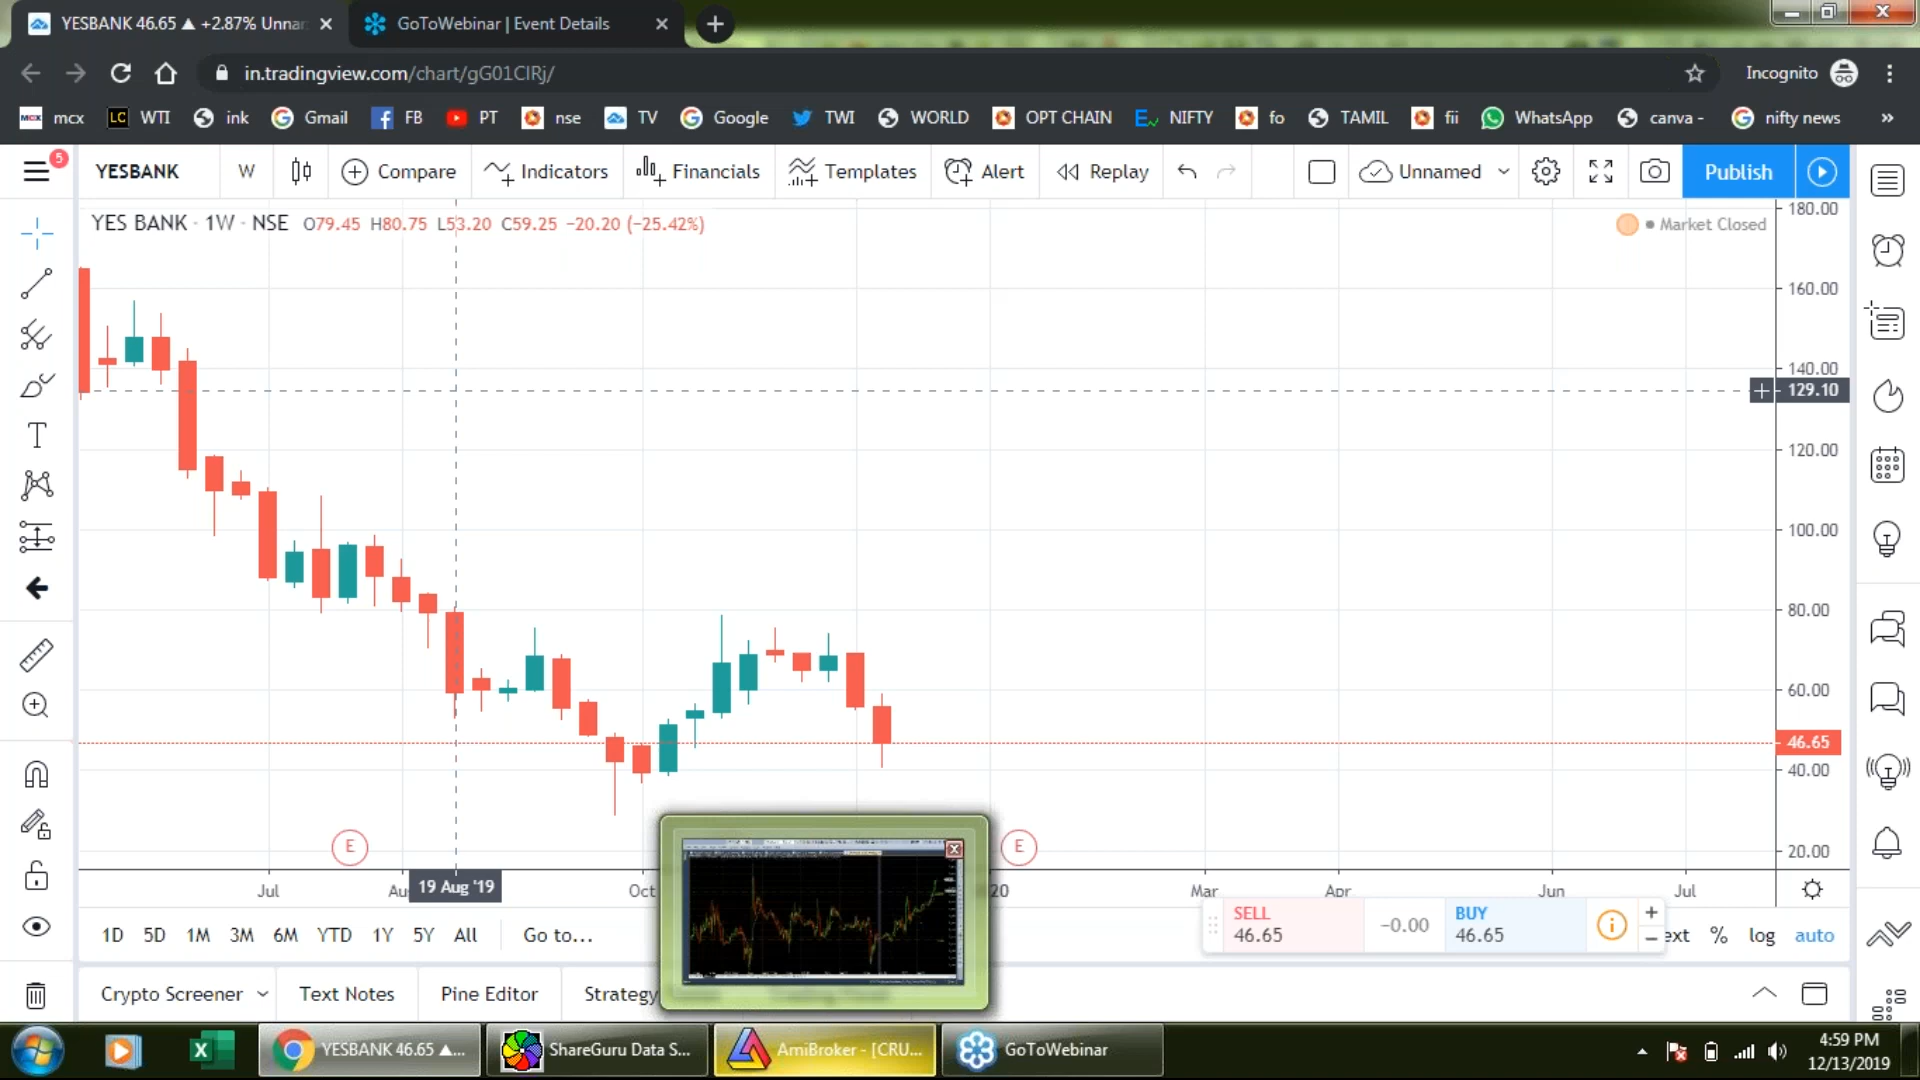 YESBANK 46.65 ▲ +2.87% Unna
GoToWebinar | Event Details
in.tradingview.com/chart/gG01ClRj/
Incognito
mcx WTI ink Gmail FB PT nse TV Google TWI WORLD OPT CHAIN NIFTY fo TAMIL fii WhatsApp canva - nifty news »
5
YESBANK W Compare Indicators Financials Templates Alert Replay Unnamed Publish
YES BANK · 1W · NSE O79.45 H80.75 L53.20 C59.25 −20.20 (−25.42%)
Market Closed
180.00
160.00
140.00
129.10
120.00
100.00
80.00
60.00
46.65
40.00
20.00
E E
Jul Au 19 Aug '19 Oct 20 Mar Apr Jun Jul
SELL
46.65
−0.00
BUY
46.65
1D 5D 1M 3M 6M YTD 1Y 5Y All Go to... ext % log auto
Crypto Screener Text Notes Pine Editor Strategy
YESBANK 46.65 ▲...
ShareGuru Data S...
AmiBroker - [CRU...
GoToWebinar
4:59 PM
12/13/2019